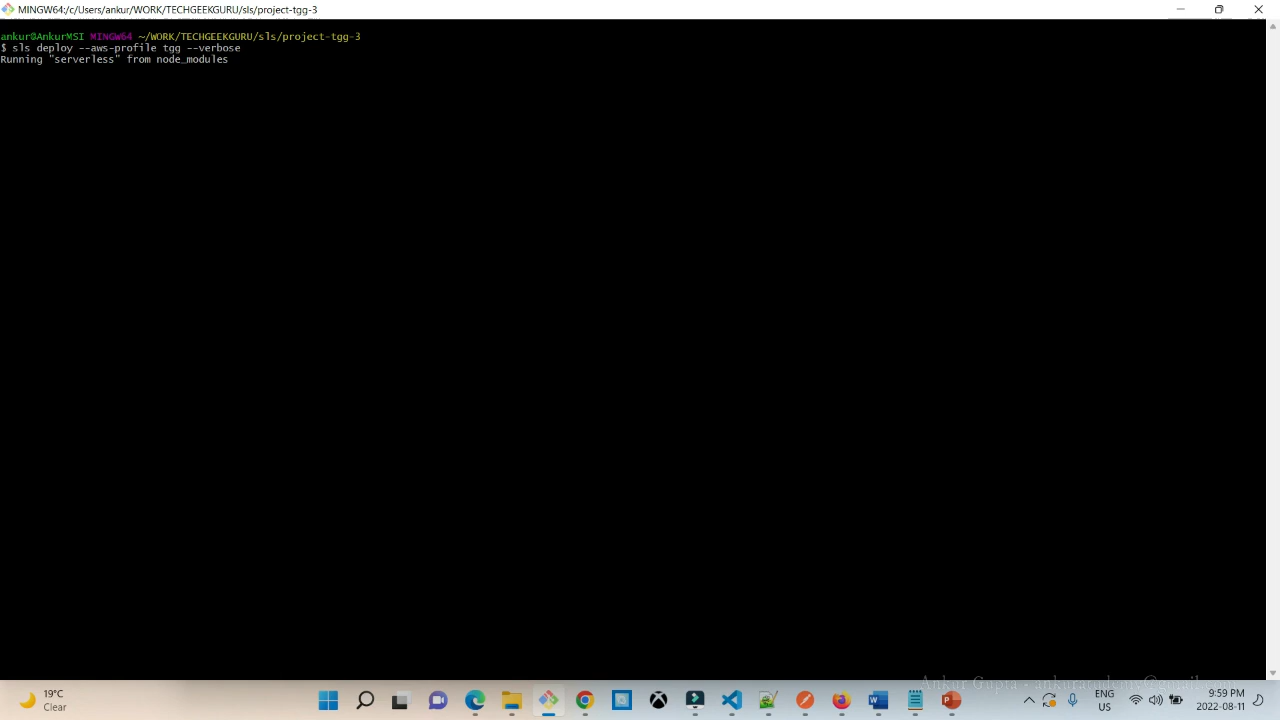 MINGW64:/c/Users/ankur/WORK/TECHGEEKGURU/sls/project-tgg-3
ankur@AnkurMSI MINGW64 ~/WORK/TECHGEEKGURU/sls/project-tgg-3
$ sls deploy --aws-profile tgg --verbose
Running "serverless" from node_modules
Ankur Gupta -
19°C
Clear
ENG
US
9:59 PM
2022-08-11